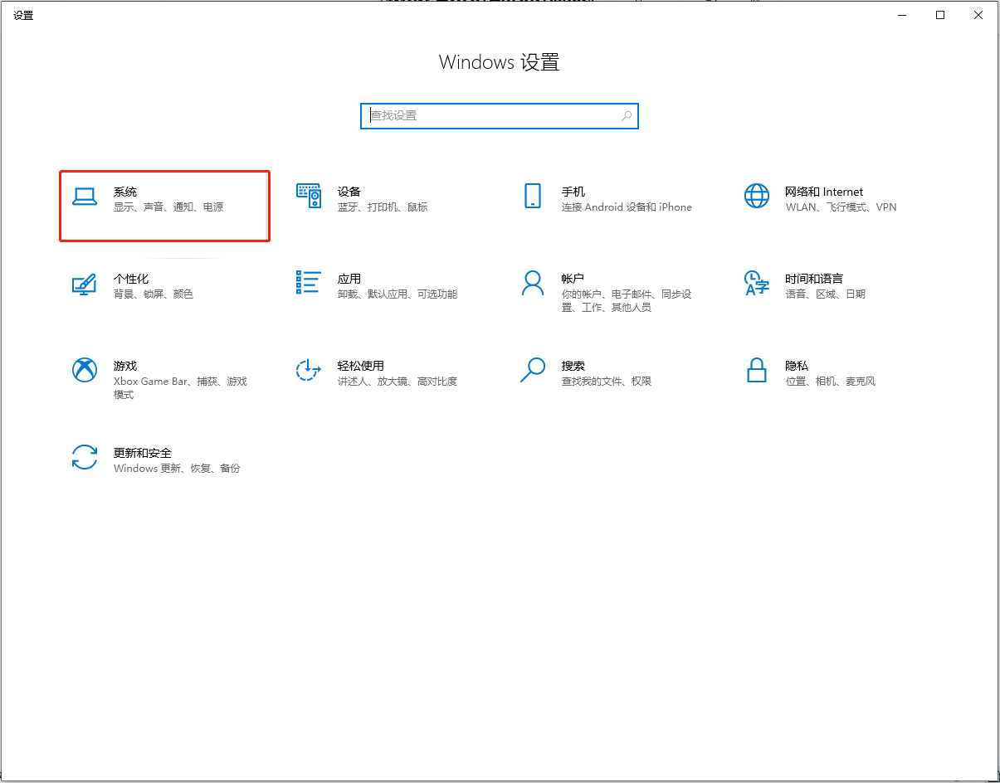 设置
Windows 设置
查找设置
系统
显示、声音、通知、电源
设备
蓝牙、打印机、鼠标
手机
连接 Android 设备和 iPhone
网络和 Internet
WLAN、飞行模式、VPN
个性化
背景、锁屏、颜色
应用
卸载、默认应用、可选功能
帐户
你的帐户、电子邮件、同步设
置、工作、其他人员
时间和语言
语音、区域、日期
游戏
Xbox Game Bar、捕获、游戏
模式
轻松使用
讲述人、放大镜、高对比度
搜索
查找我的文件、权限
隐私
位置、相机、麦克风
更新和安全
Windows 更新、恢复、备份